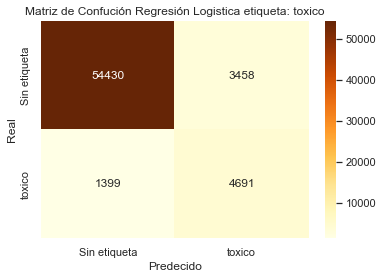 Matriz de Confución Regresión Logistica etiqueta: toxico
Real
Sin etiqueta
54430
3458
toxico
1399
4691
Sin etiqueta
toxico
Predecido
50000
40000
30000
20000
10000